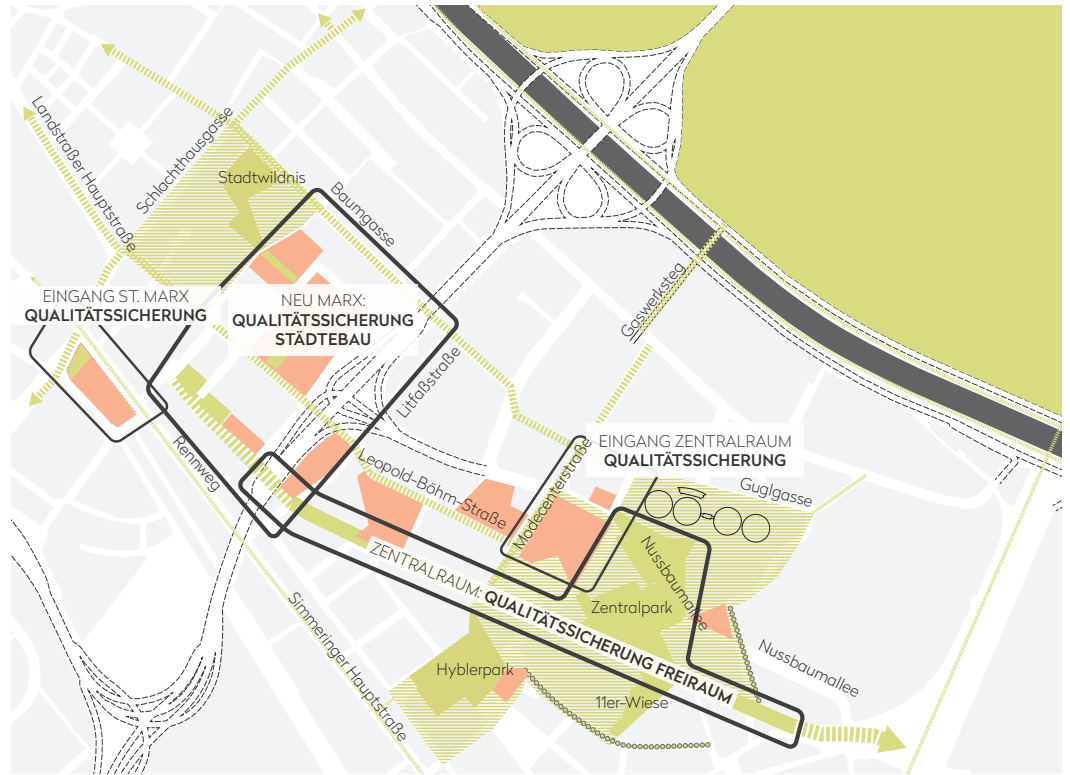 Landstraßer Hauptstraße
Schlachthausgasse
Stadtwildnis
Baumgasse
EINGANG ST. MARX
QUALITÄTSSICHERUNG
NEU MARX:
QUALITÄTSSICHERUNG
STÄDTEBAU
Gaswerksteg
Litfaßstraße
Rennweg
Leopold-Böhm-Straße
Modecenterstraße
EINGANG ZENTRALRAUM
QUALITÄTSSICHERUNG
Guglgasse
ZENTRALRAUM: QUALITÄTSSICHERUNG FREIRAUM
Nussbaumallee
Zentralpark
Simmeringer Hauptstraße
Hyblerpark
Nussbaumallee
11er-Wiese